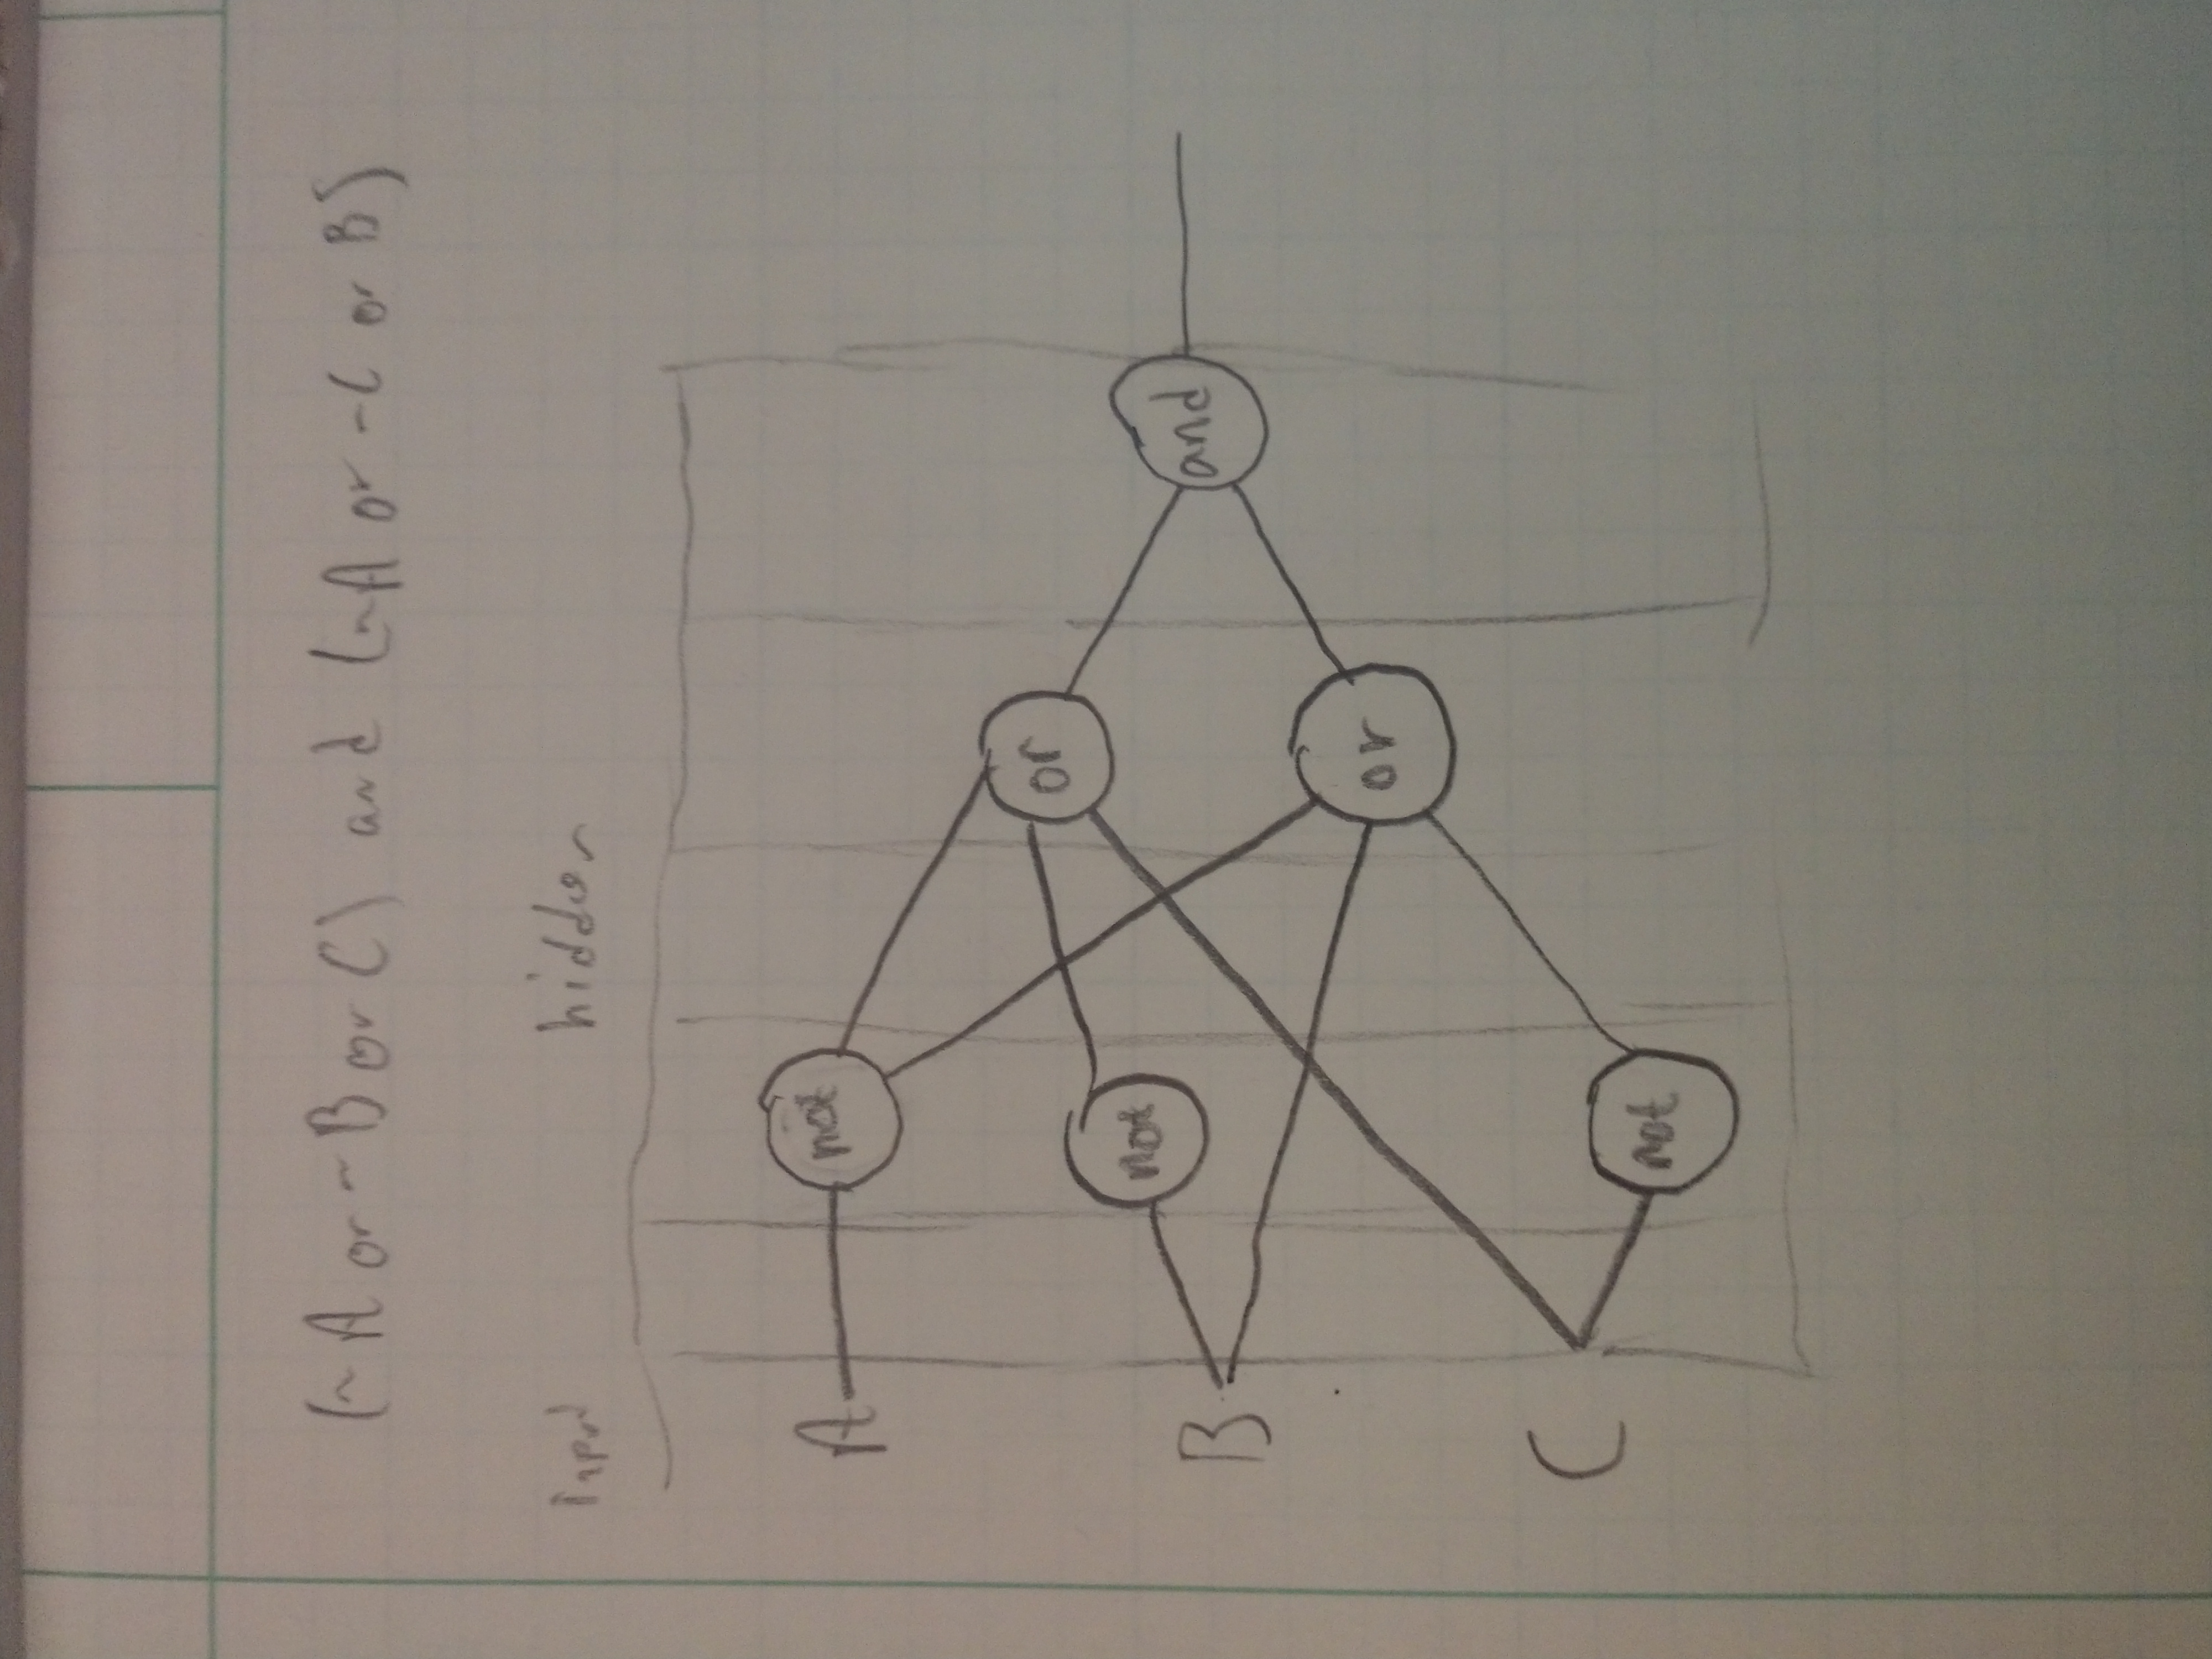 (~A or ~B or C) and (~A or ~C or B)
input hidden
A not
or
not
and
B
or
C
not